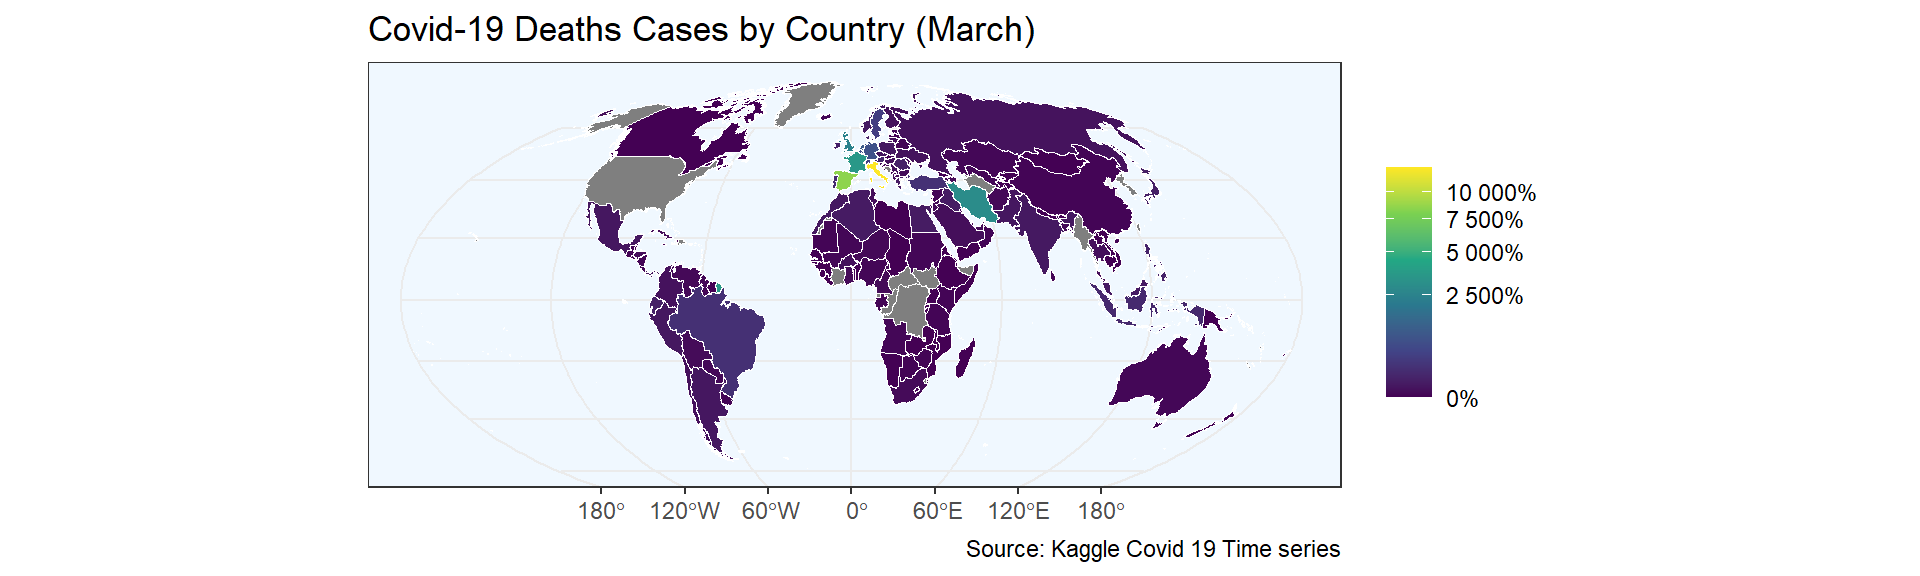 Covid-19 Deaths Cases by Country (March)
10 000%
7 500%
5 000%
2 500%
0%
180° 120°W 60°W 0° 60°E 120°E 180°
Source: Kaggle Covid 19 Time series